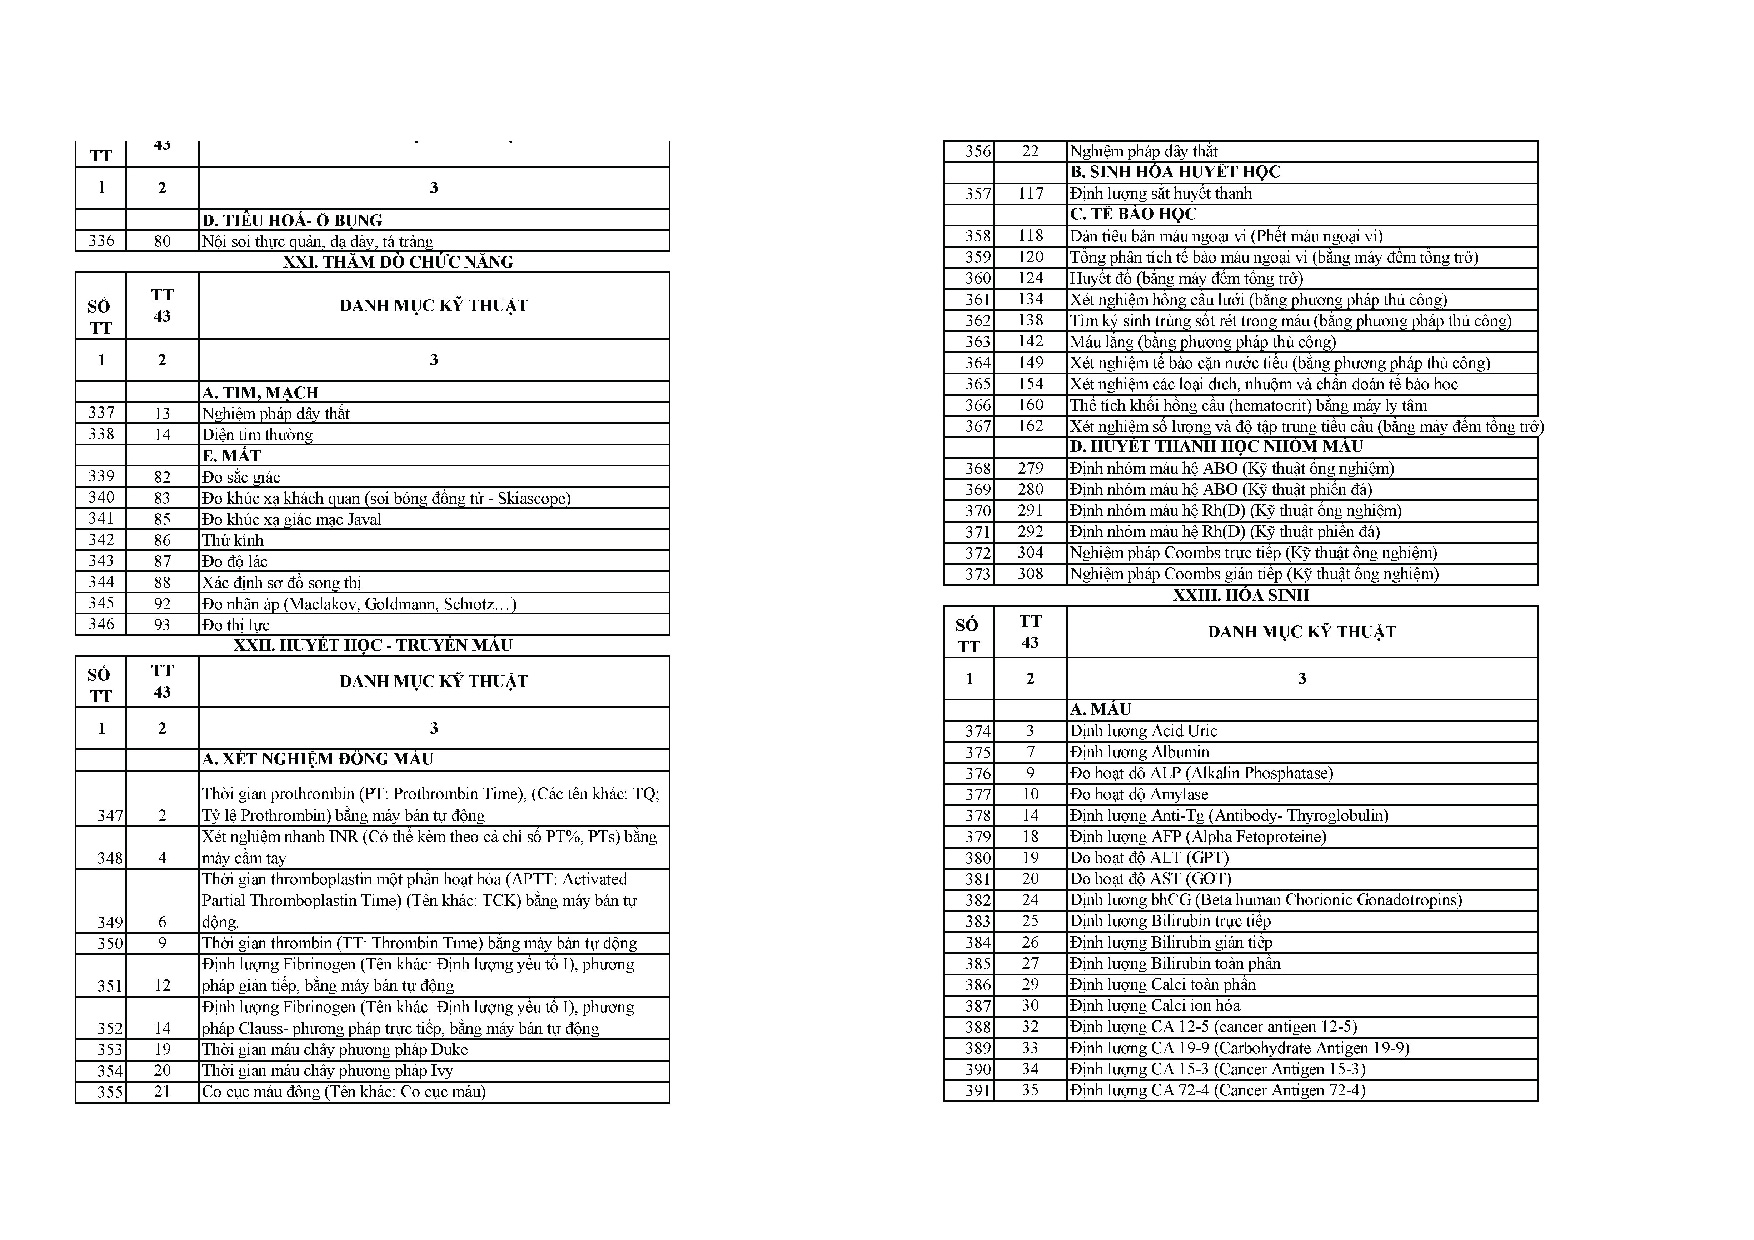 TT 43
1 2 3
D. TIÊU HOÁ- Ổ BỤNG
336 80 Nội soi thực quản, dạ dày, tá tràng
XXI. THĂM DÒ CHỨC NĂNG
SỐ TT TT 43 DANH MỤC KỸ THUẬT
1 2 3
A. TIM, MẠCH
337 13 Nghiệm pháp dây thắt
338 14 Điện tim thường
E. MẮT
339 82 Đo sắc giác
340 83 Đo khúc xạ khách quan (soi bóng đồng tử - Skiascope)
341 85 Đo khúc xạ giác mạc Javal
342 86 Thử kính
343 87 Đo độ lác
344 88 Xác định sơ đồ song thị
345 92 Đo nhãn áp (Maclakov, Goldmann, Schiotz…)
346 93 Đo thị lực
XXII. HUYẾT HỌC - TRUYỀN MÁU
SỐ TT TT 43 DANH MỤC KỸ THUẬT
1 2 3
A. XÉT NGHIỆM ĐÔNG MÁU
Thời gian prothrombin (PT: Prothrombin Time), (Các tên khác: TQ;
347 2 Tỷ lệ Prothrombin) bằng máy bán tự động
Xét nghiệm nhanh INR (Có thể kèm theo cả chỉ số PT%, PTs) bằng
348 4 máy cầm tay
Thời gian thromboplastin một phần hoạt hóa (APTT: Activated
Partial Thromboplastin Time) (Tên khác: TCK) bằng máy bán tự
349 6 động.
350 9 Thời gian thrombin (TT: Thrombin Time) bằng máy bán tự động
Định lượng Fibrinogen (Tên khác: Định lượng yếu tố I), phương
351 12 pháp gián tiếp, bằng máy bán tự động
Định lượng Fibrinogen (Tên khác: Định lượng yếu tố I), phương
352 14 pháp Clauss- phương pháp trực tiếp, bằng máy bán tự động
353 19 Thời gian máu chảy phương pháp Duke
354 20 Thời gian máu chảy phương pháp Ivy
355 21 Co cục máu đông (Tên khác: Co cục máu)
356 22 Nghiệm pháp dây thắt
B. SINH HÓA HUYẾT HỌC
357 117 Định lượng sắt huyết thanh
C. TẾ BÀO HỌC
358 118 Dàn tiêu bản máu ngoại vi (Phết máu ngoại vi)
359 120 Tổng phân tích tế bào máu ngoại vi (bằng máy đếm tổng trở)
360 124 Huyết đồ (bằng máy đếm tổng trở)
361 134 Xét nghiệm hồng cầu lưới (bằng phương pháp thủ công)
362 138 Tìm ký sinh trùng sốt rét trong máu (bằng phương pháp thủ công)
363 142 Máu lắng (bằng phương pháp thủ công)
364 149 Xét nghiệm tế bào cặn nước tiểu (bằng phương pháp thủ công)
365 154 Xét nghiệm các loại dịch, nhuộm và chẩn đoán tế bào học
366 160 Thể tích khối hồng cầu (hematocrit) bằng máy ly tâm
367 162 Xét nghiệm số lượng và độ tập trung tiểu cầu (bằng máy đếm tổng trở)
D. HUYẾT THANH HỌC NHÓM MÁU
368 279 Định nhóm máu hệ ABO (Kỹ thuật ống nghiệm)
369 280 Định nhóm máu hệ ABO (Kỹ thuật phiến đá)
370 291 Định nhóm máu hệ Rh(D) (Kỹ thuật ống nghiệm)
371 292 Định nhóm máu hệ Rh(D) (Kỹ thuật phiến đá)
372 304 Nghiệm pháp Coombs trực tiếp (Kỹ thuật ống nghiệm)
373 308 Nghiệm pháp Coombs gián tiếp (Kỹ thuật ống nghiệm)
XXIII. HÓA SINH
SỐ TT TT 43 DANH MỤC KỸ THUẬT
1 2 3
A. MÁU
374 3 Định lượng Acid Uric
375 7 Định lượng Albumin
376 9 Đo hoạt độ ALP (Alkalin Phosphatase)
377 10 Đo hoạt độ Amylase
378 14 Định lượng Anti-Tg (Antibody- Thyroglobulin)
379 18 Định lượng AFP (Alpha Fetoproteine)
380 19 Đo hoạt độ ALT (GPT)
381 20 Đo hoạt độ AST (GOT)
382 24 Định lượng bhCG (Beta human Chorionic Gonadotropins)
383 25 Định lượng Bilirubin trực tiếp
384 26 Định lượng Bilirubin gián tiếp
385 27 Định lượng Bilirubin toàn phần
386 29 Định lượng Calci toàn phần
387 30 Định lượng Calci ion hóa
388 32 Định lượng CA 12-5 (cancer antigen 12-5)
389 33 Định lượng CA 19-9 (Carbohydrate Antigen 19-9)
390 34 Định lượng CA 15-3 (Cancer Antigen 15-3)
391 35 Định lượng CA 72-4 (Cancer Antigen 72-4)